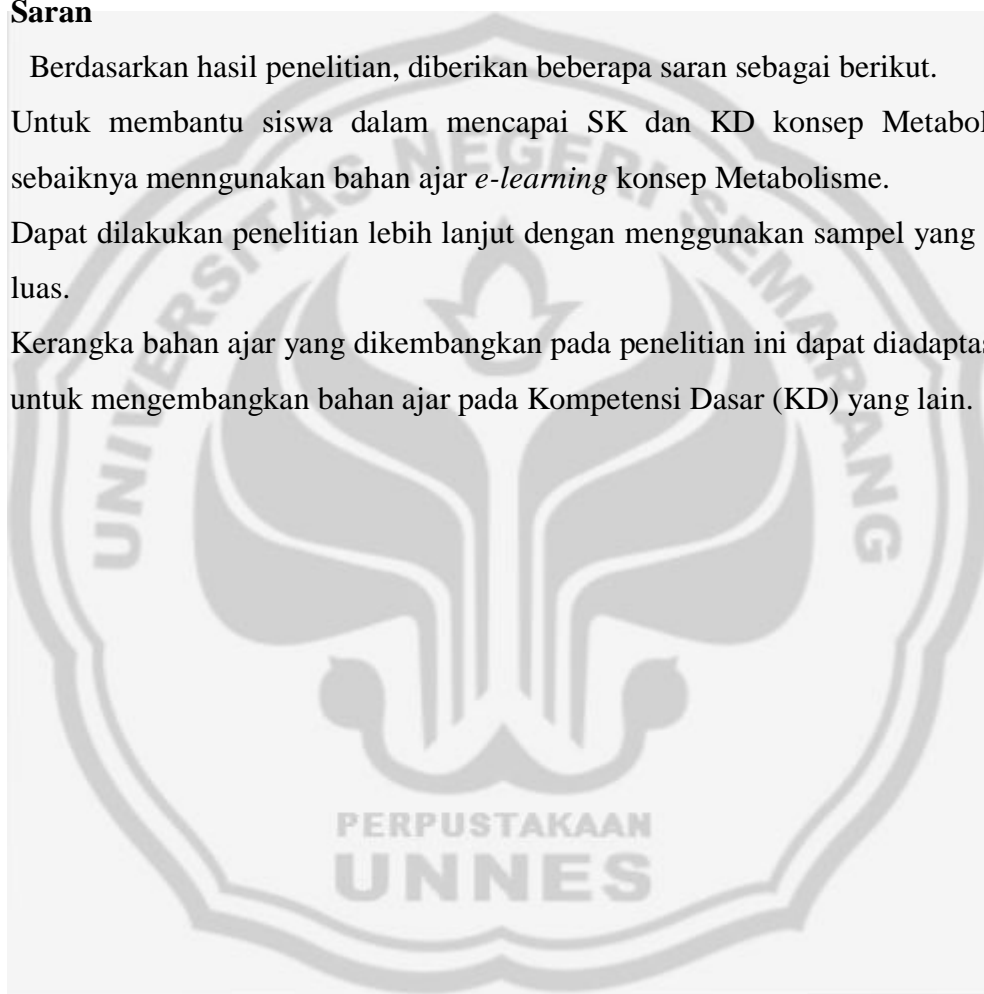 Saran
Berdasarkan hasil penelitian, diberikan beberapa saran sebagai berikut.
Untuk membantu siswa dalam mencapai SK dan KD konsep Metabol
sebaiknya menngunakan bahan ajar e-learning konsep Metabolisme.
Dapat dilakukan penelitian lebih lanjut dengan menggunakan sampel yang
luas.
Kerangka bahan ajar yang dikembangkan pada penelitian ini dapat diadaptas
untuk mengembangkan bahan ajar pada Kompetensi Dasar (KD) yang lain.
UNIVERSITAS NEGERI SEMARANG
PERPUSTAKAAN
UNNES